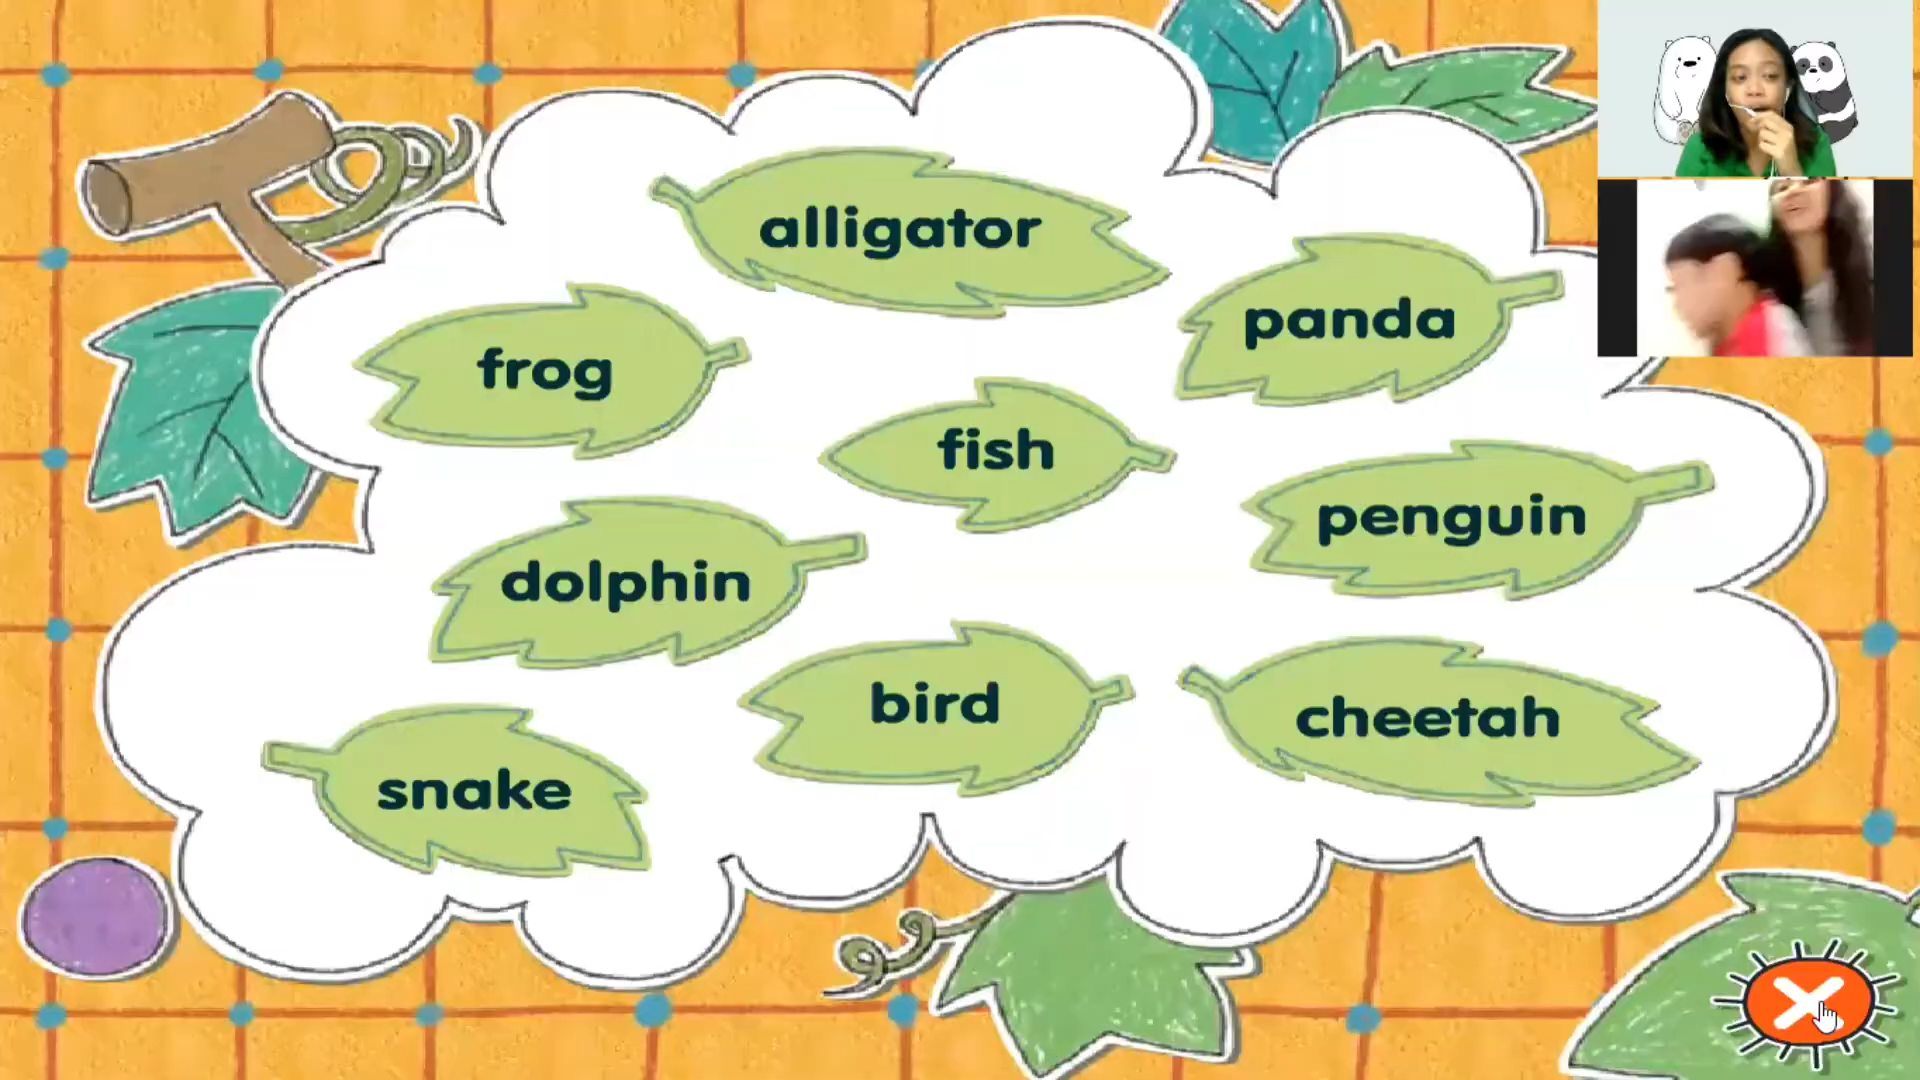 alligator
panda
frog
fish
penguin
dolphin
bird
cheetah
snake